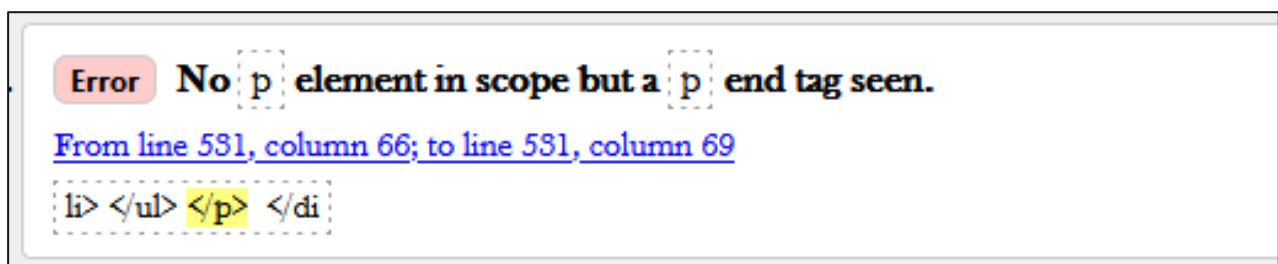 Error No p element in scope but a p end tag seen.
From line 531, column 66; to line 531, column 69
li> </ul> </p> </di